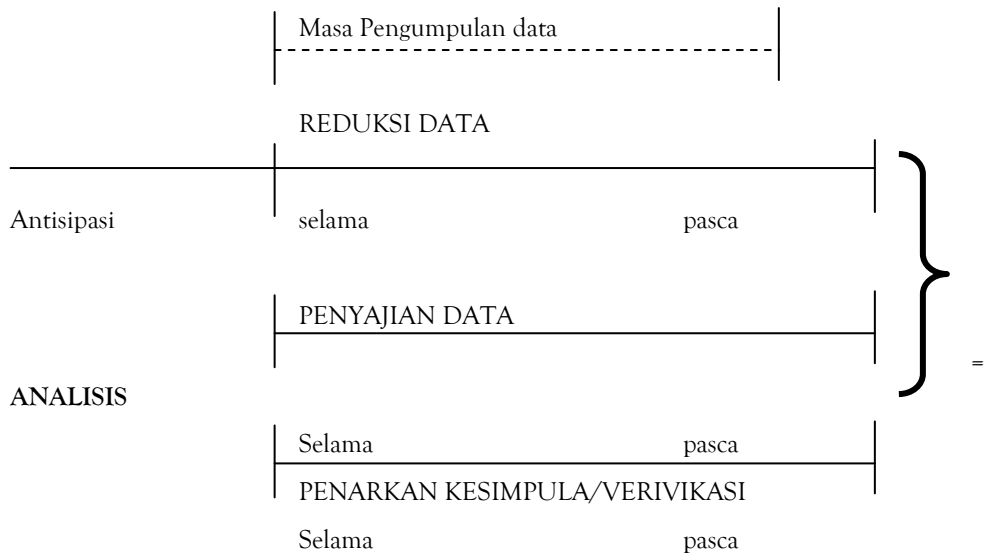 Masa Pengumpulan data
REDUKSI DATA
Antisipasi selama pasca
PENYAJIAN DATA
=
ANALISIS
Selama pasca
PENARKAN KESIMPULA/VERIVIKASI
Selama pasca